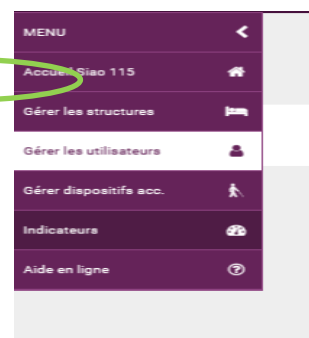 MENU
Accueil Siao 115
Gérer les structures
Gérer les utilisateurs
Gérer dispositifs acc.
Indicateurs
Aide en ligne